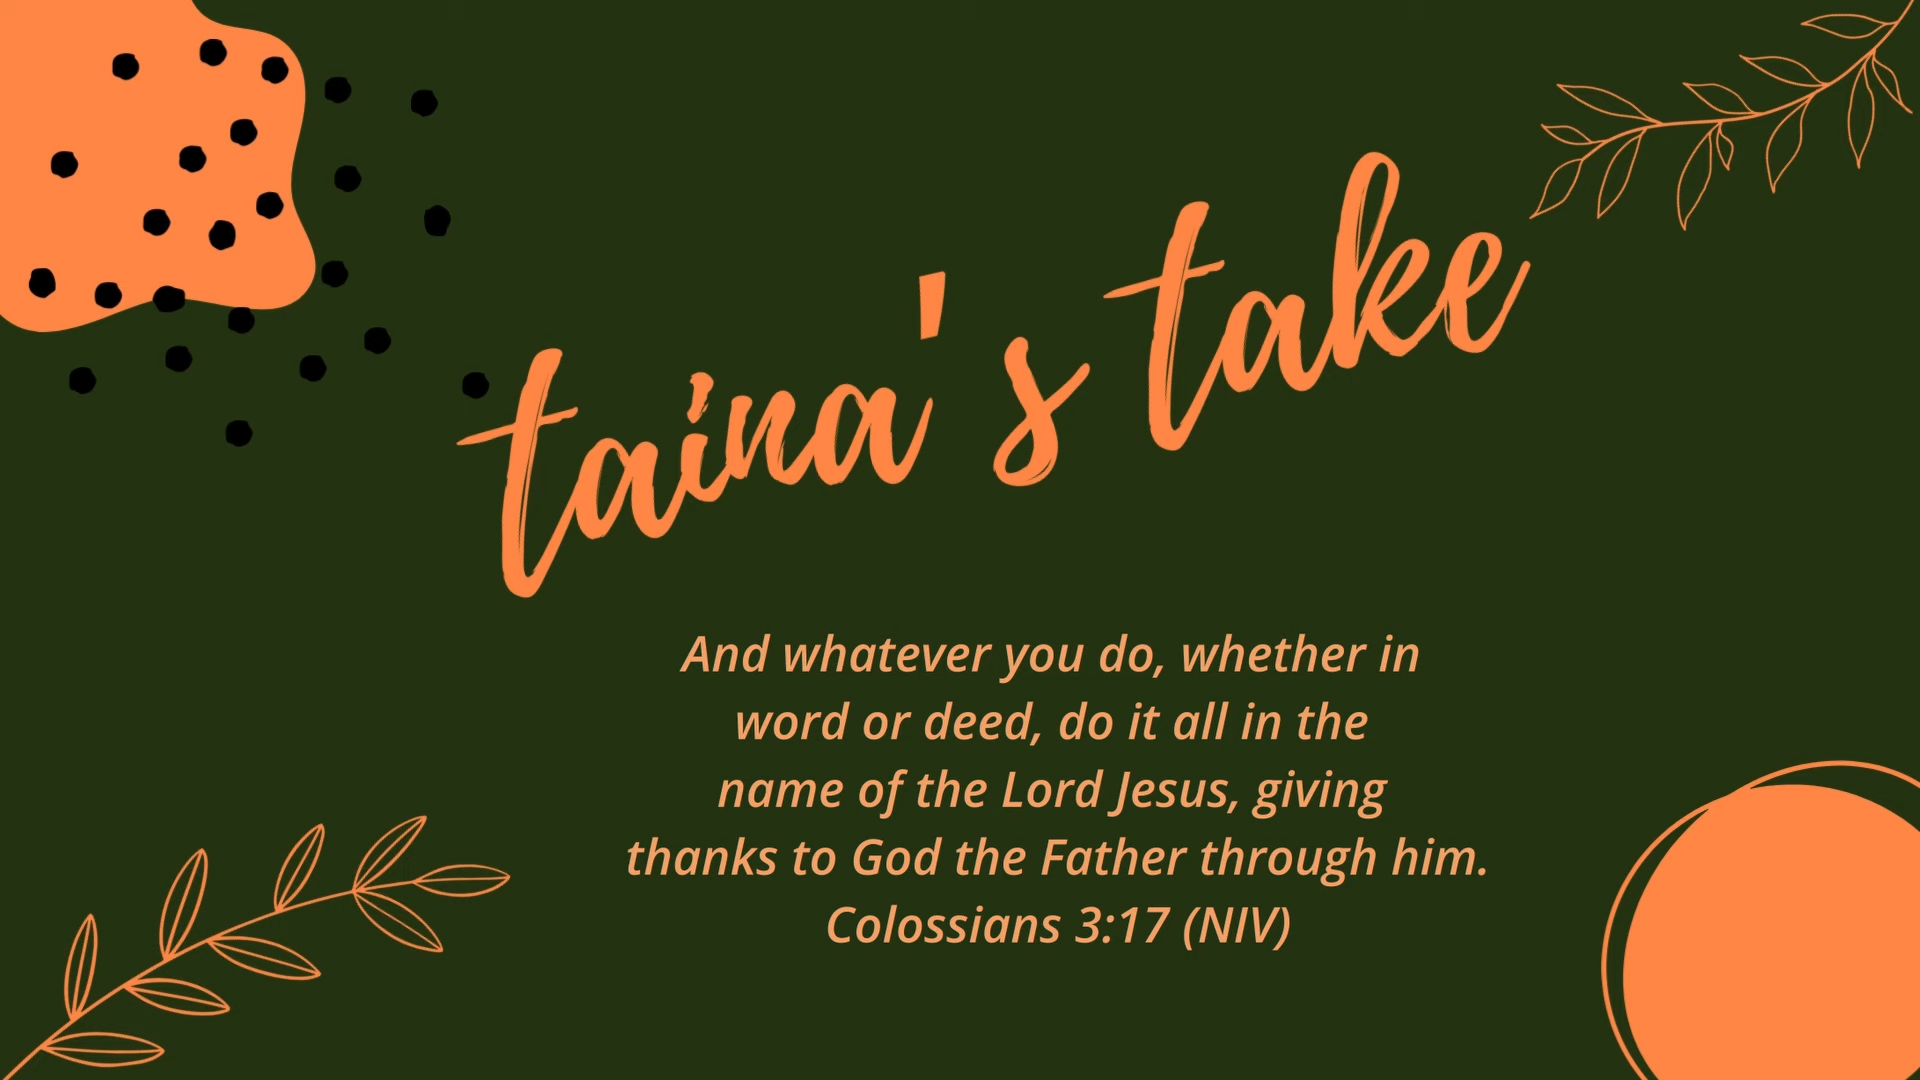 taina's take
And whatever you do, whether in
word or deed, do it all in the
name of the Lord Jesus, giving
thanks to God the Father through him.
Colossians 3:17 (NIV)